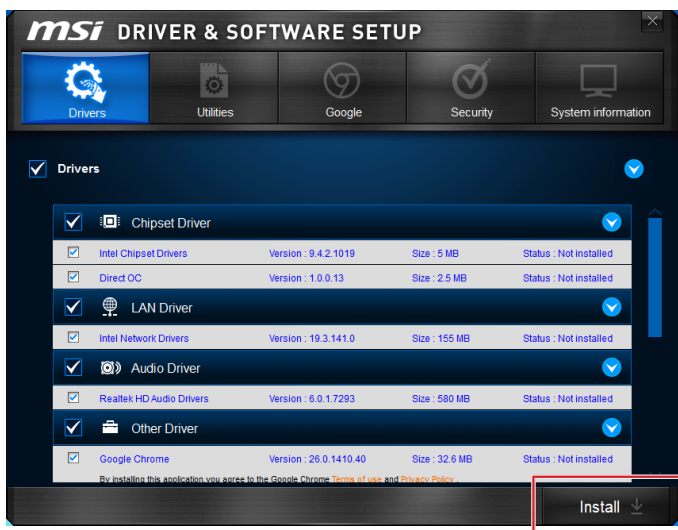 msi DRIVER & SOFTWARE SETUP
Drivers Utilities Google Security System information
Drivers
Chipset Driver
Intel Chipset Drivers Version : 9.4.2.1019 Size : 5 MB Status : Not installed
Direct OC Version : 1.0.0.13 Size : 2.5 MB Status : Not installed
LAN Driver
Intel Network Drivers Version : 19.3.141.0 Size : 155 MB Status : Not installed
Audio Driver
Realtek HD Audio Drivers Version : 6.0.1.7293 Size : 580 MB Status : Not installed
Other Driver
Google Chrome Version : 26.0.1410.40 Size : 32.6 MB Status : Not installed
By installing this application,you agree to the Google Chrome Terms of use and Privacy Policy .
Install